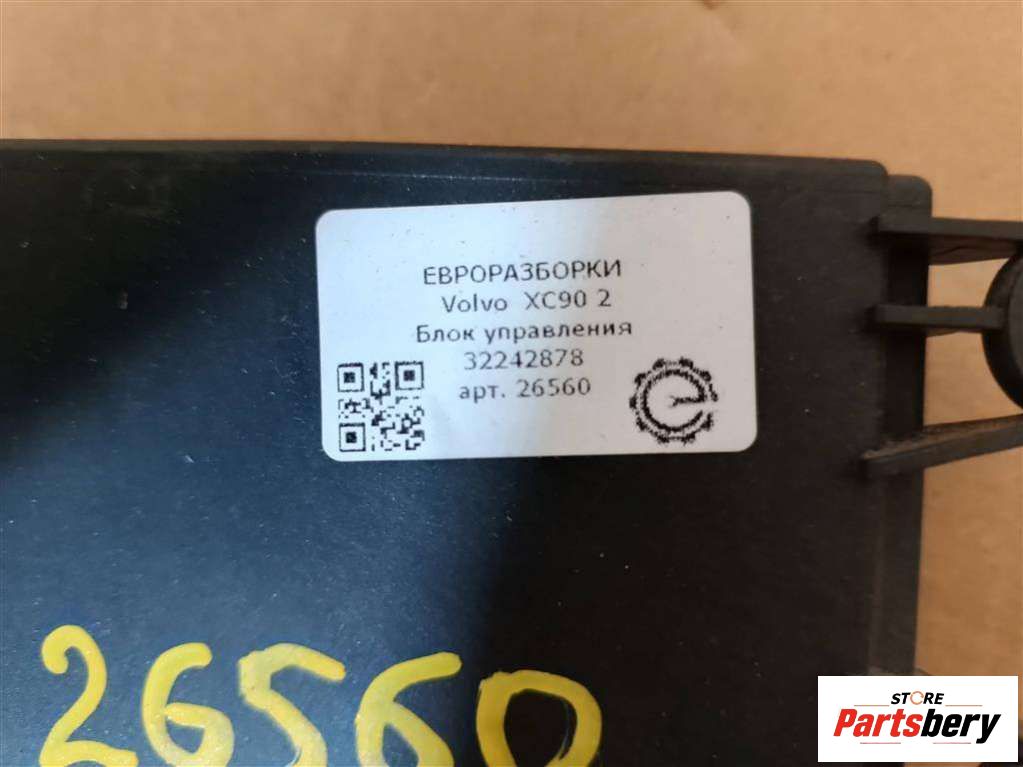 ЕВРОРАЗБОРКИ
Volvo XC90 2
Блок управления
32242878
арт. 26560
26560
STORE
Partsbery